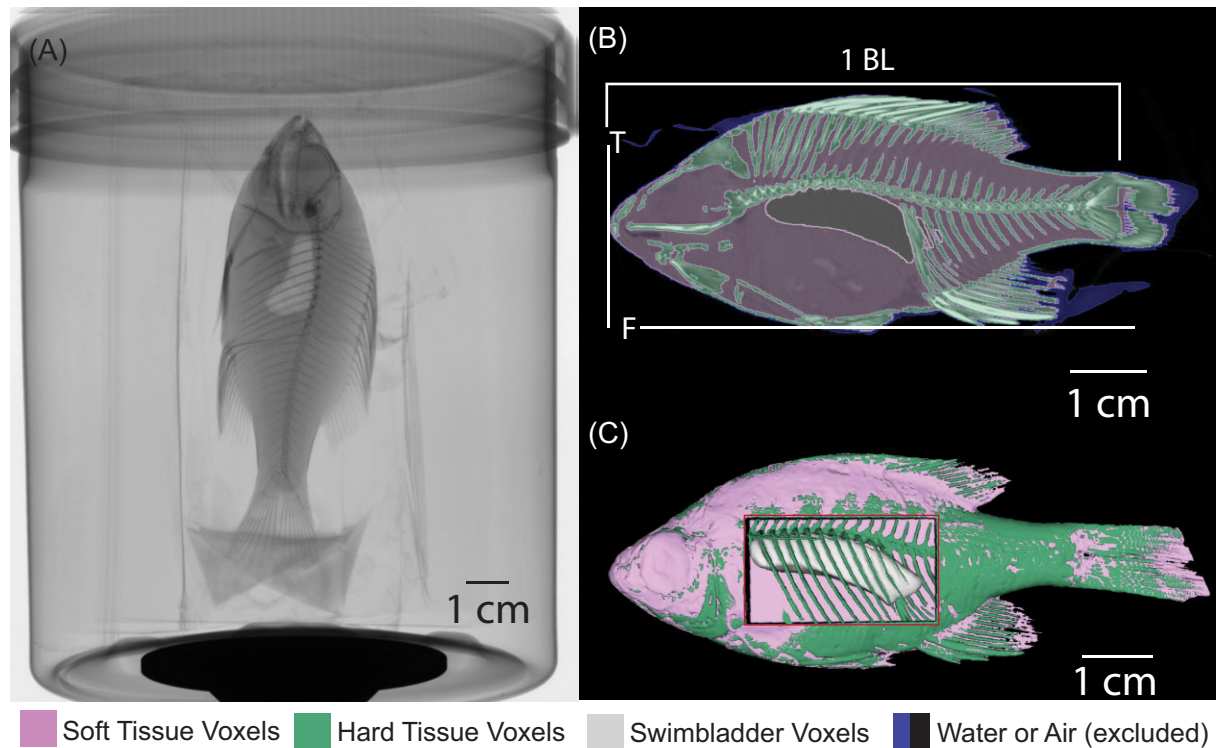 (A)
1 cm
(B)
1 BL
T
F
1 cm
(C)
1 cm
Soft Tissue Voxels Hard Tissue Voxels Swimbladder Voxels Water or Air (excluded)